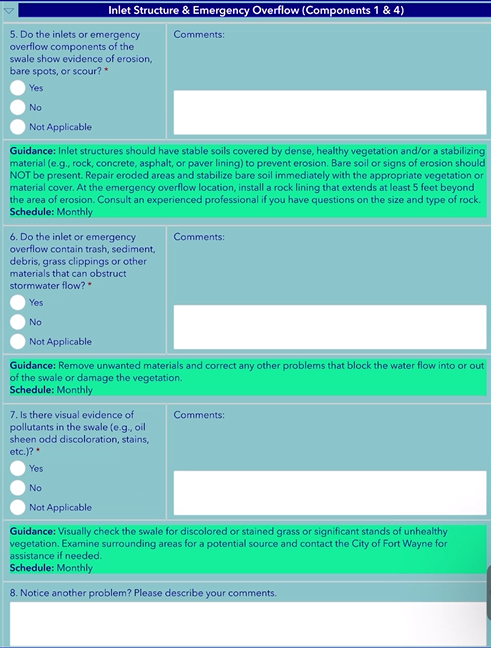 Inlet Structure & Emergency Overflow (Components 1 & 4)
5. Do the inlets or emergency
overflow components of the
swale show evidence of erosion,
bare spots, or scour? *
Yes
No
Not Applicable
Comments:
Guidance: Inlet structures should have stable soils covered by dense, healthy vegetation and/or a stabilizing
material (e.g., rock, concrete, asphalt, or paver lining) to prevent erosion. Bare soil or signs of erosion should
NOT be present. Repair eroded areas and stabilize bare soil immediately with the appropriate vegetation or
material cover. At the emergency overflow location, install a rock lining that extends at least 5 feet beyond
the area of erosion. Consult an experienced professional if you have questions on the size and type of rock.
Schedule: Monthly
6. Do the inlet or emergency
overflow contain trash, sediment,
debris, grass clippings or other
materials that can obstruct
stormwater flow? *
Yes
No
Not Applicable
Comments:
Guidance: Remove unwanted materials and correct any other problems that block the water flow into or out
of the swale or damage the vegetation.
Schedule: Monthly
7. Is there visual evidence of
pollutants in the swale (e.g., oil
sheen odd discoloration, stains,
etc.)? *
Yes
No
Not Applicable
Comments:
Guidance: Visually check the swale for discolored or stained grass or significant stands of unhealthy
vegetation. Examine surrounding areas for a potential source and contact the City of Fort Wayne for
assistance if needed.
Schedule: Monthly
8. Notice another problem? Please describe your comments.